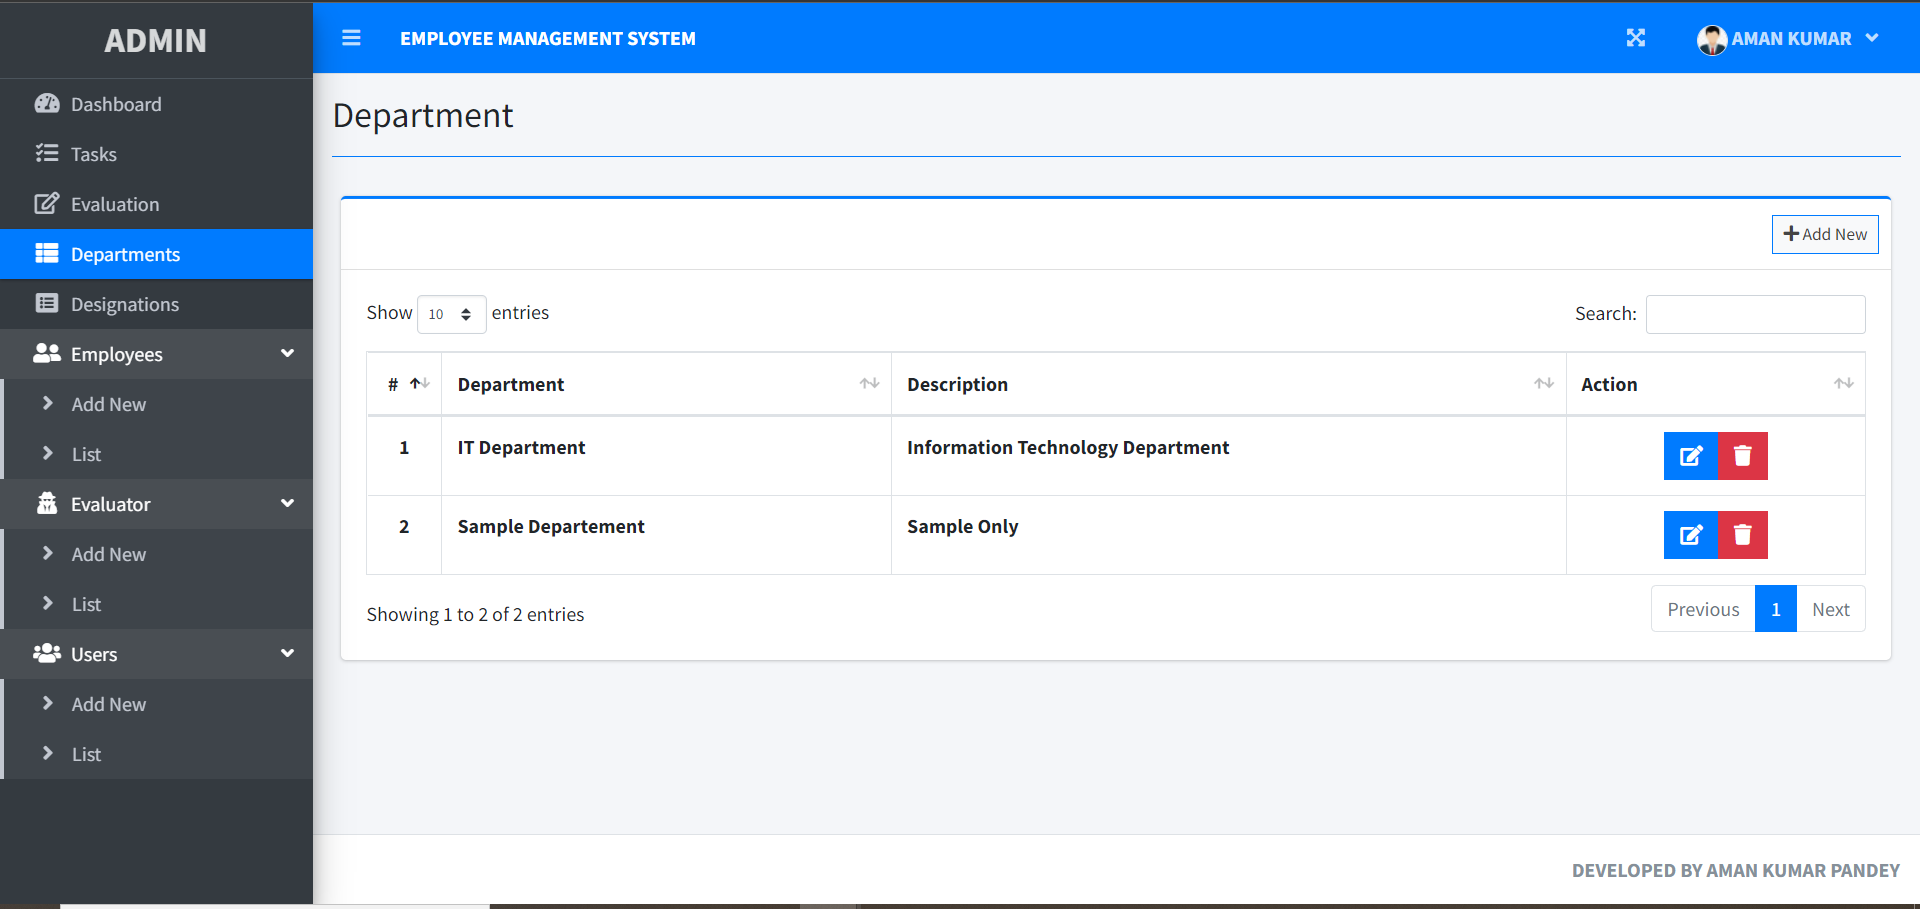 ADMIN
EMPLOYEE MANAGEMENT SYSTEM
AMAN KUMAR
Dashboard
Tasks
Evaluation
Departments
Designations
Employees
Add New
List
Evaluator
Add New
List
Users
Add New
List
Department
Add New
Show 10 entries
Search:
# Department Description Action
1 IT Department Information Technology Department
2 Sample Departement Sample Only
Showing 1 to 2 of 2 entries
Previous 1 Next
DEVELOPED BY AMAN KUMAR PANDEY